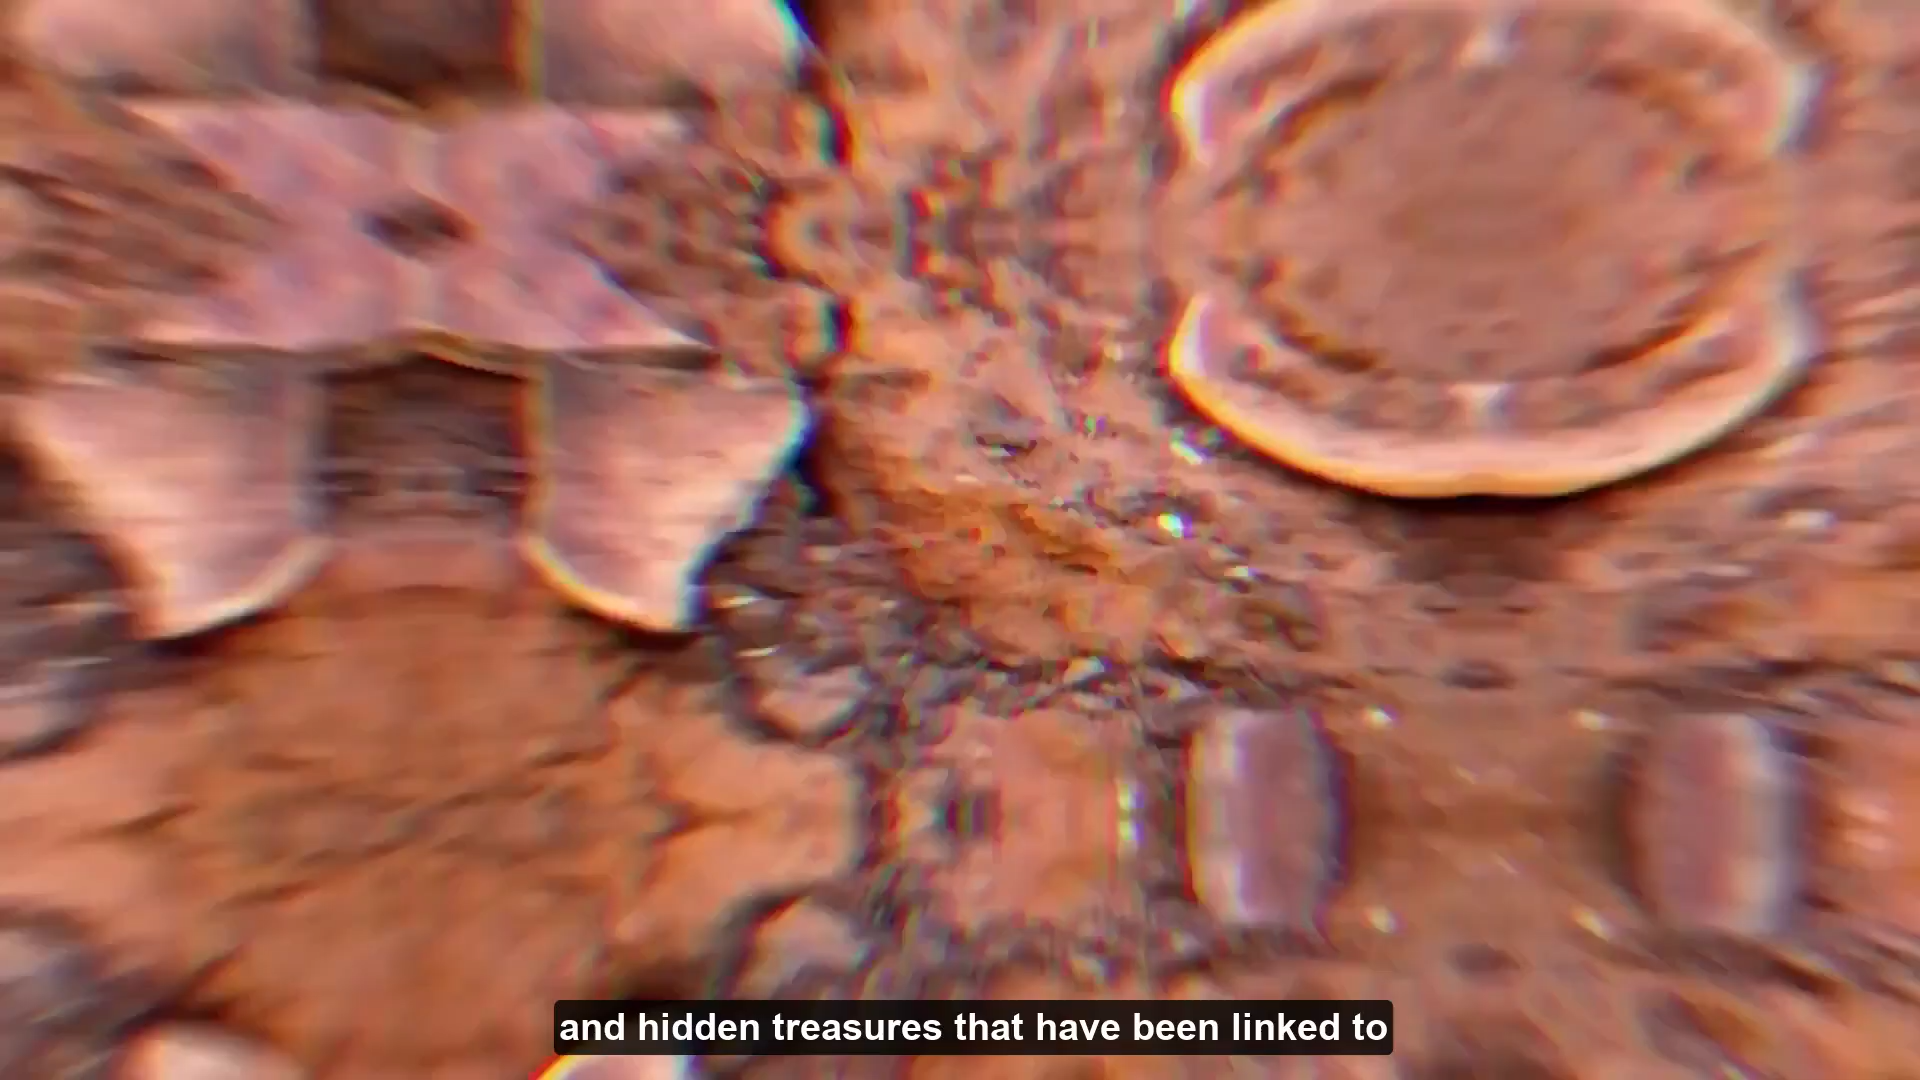 and hidden treasures that have been linked to